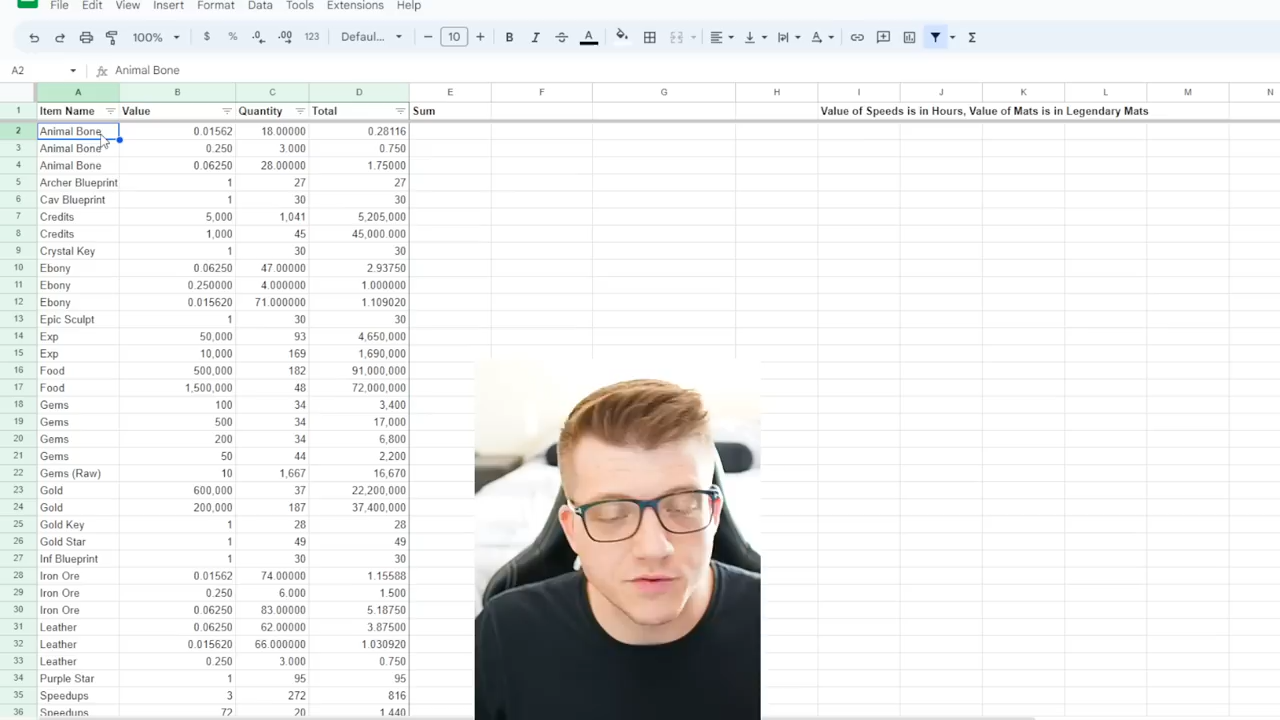 File Edit View Insert Format Data Tools Extensions Help
100% $ % .0 .00 123 Defaul... − 10 + B I A Σ
A2 fx Animal Bone
A B C D E F G H I J K L M N
1 Item Name Value Quantity Total Sum Value of Speeds is in Hours, Value of Mats is in Legendary Mats
2 Animal Bone 0.01562 18.00000 0.28116
3 Animal Bone 0.250 3.000 0.750
4 Animal Bone 0.06250 28.00000 1.75000
5 Archer Blueprint 1 27 27
6 Cav Blueprint 1 30 30
7 Credits 5,000 1,041 5,205,000
8 Credits 1,000 45 45,000.000
9 Crystal Key 1 30 30
10 Ebony 0.06250 47.00000 2.93750
11 Ebony 0.250000 4.000000 1.000000
12 Ebony 0.015620 71.000000 1.109020
13 Epic Sculpt 1 30 30
14 Exp 50,000 93 4,650,000
15 Exp 10,000 169 1,690,000
16 Food 500,000 182 91,000,000
17 Food 1,500,000 48 72,000,000
18 Gems 100 34 3,400
19 Gems 500 34 17,000
20 Gems 200 34 6,800
21 Gems 50 44 2,200
22 Gems (Raw) 10 1,667 16,670
23 Gold 600,000 37 22,200,000
24 Gold 200,000 187 37,400,000
25 Gold Key 1 28 28
26 Gold Star 1 49 49
27 Inf Blueprint 1 30 30
28 Iron Ore 0.01562 74.00000 1.15588
29 Iron Ore 0.250 6.000 1.500
30 Iron Ore 0.06250 83.00000 5.18750
31 Leather 0.06250 62.00000 3.87500
32 Leather 0.015620 66.000000 1.030920
33 Leather 0.250 3.000 0.750
34 Purple Star 1 95 95
35 Speedups 3 272 816
36 Speedups 72 20 1,440